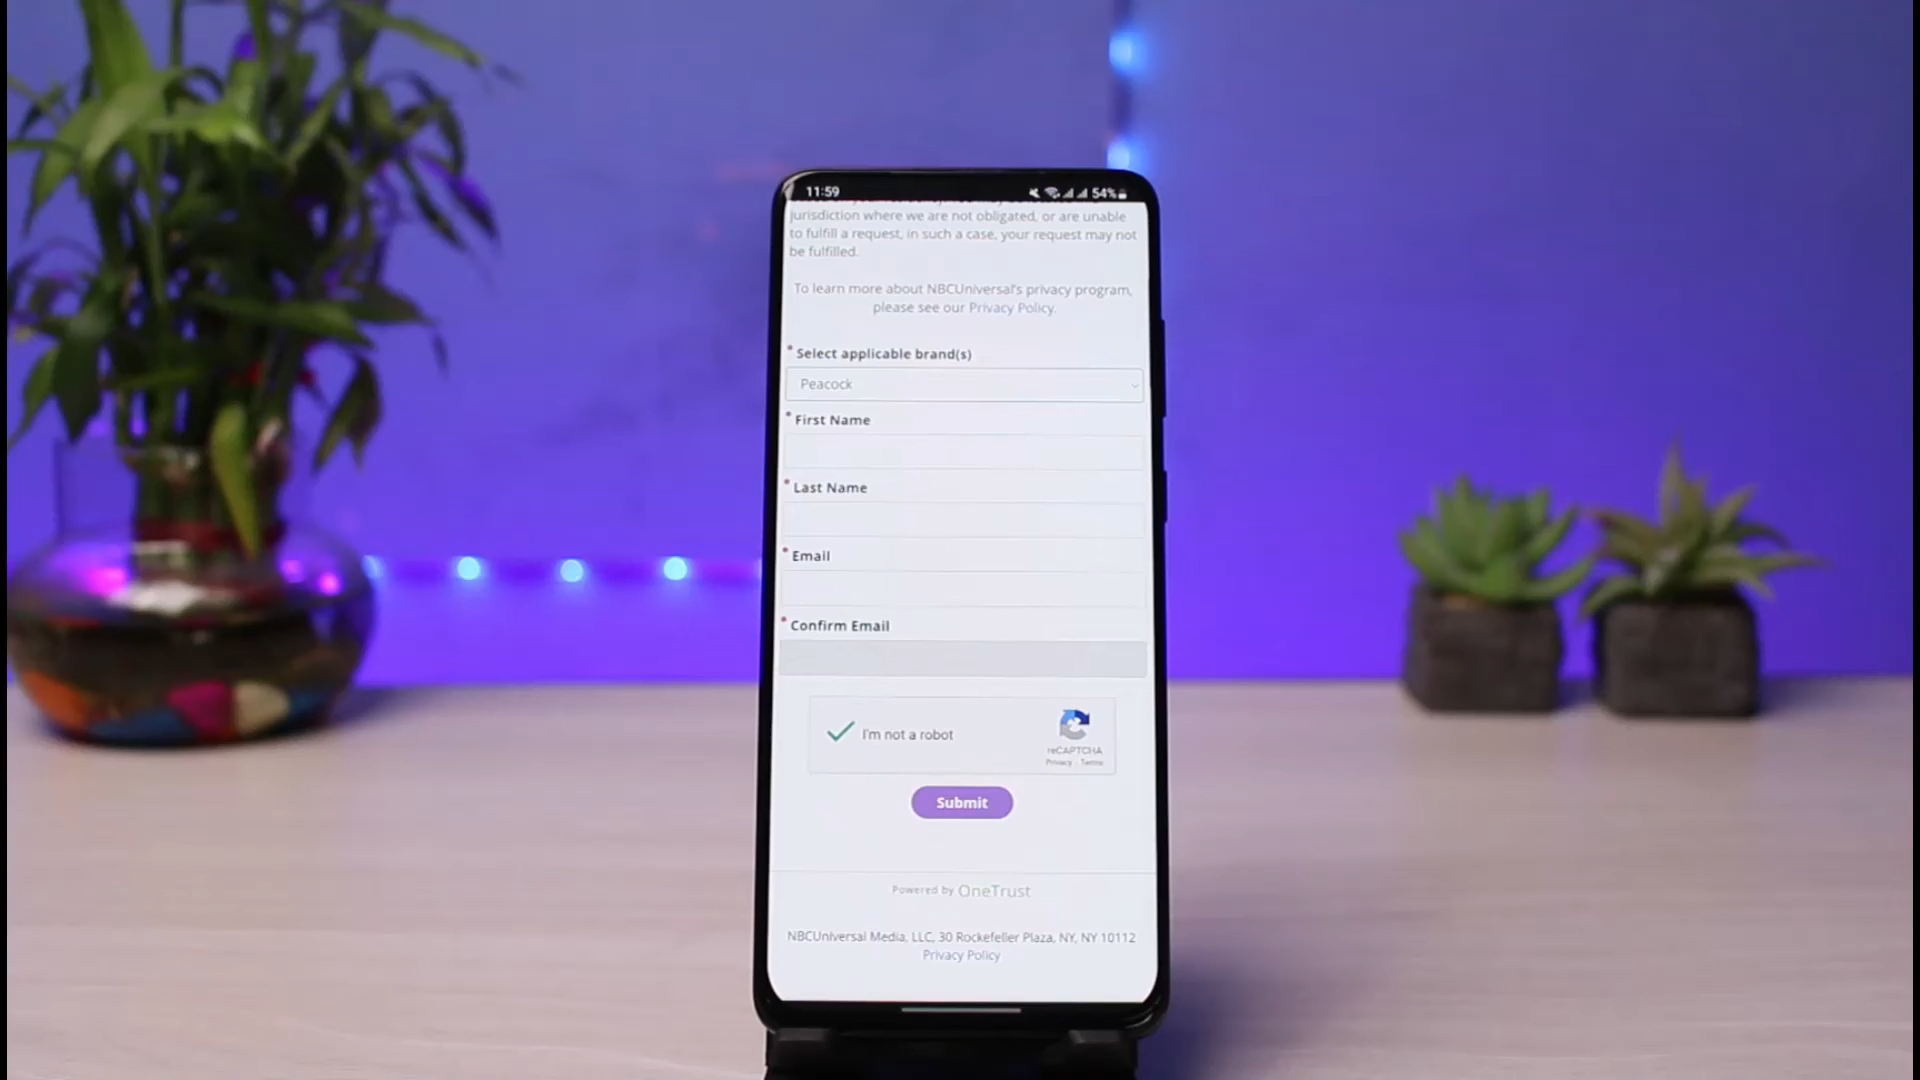 11:59
54%
jurisdiction where we are not obligated, or are unable
to fulfill a request, in such a case, your request may not
be fulfilled.
To learn more about NBCUniversal's privacy program,
please see our Privacy Policy.
* Select applicable brand(s)
Peacock
* First Name
* Last Name
* Email
* Confirm Email
I'm not a robot
reCAPTCHA
Privacy - Terms
Submit
Powered by OneTrust
NBCUniversal Media, LLC, 30 Rockefeller Plaza, NY, NY 10112
Privacy Policy